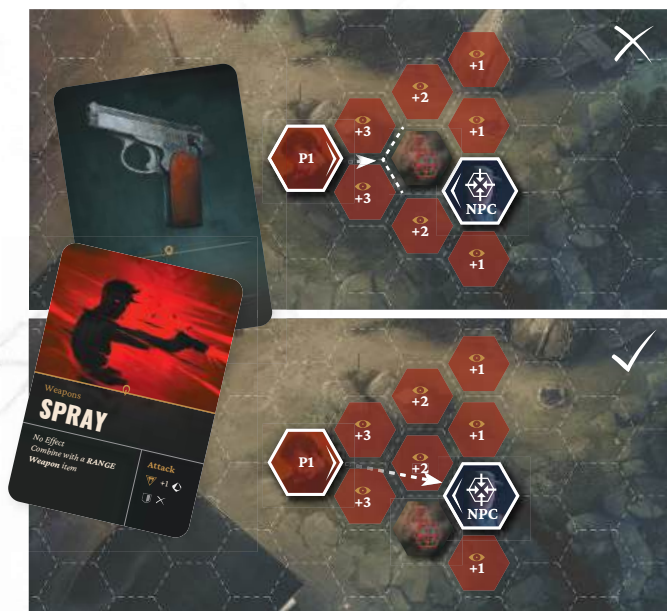 +1
+2
+3
+1
P1
+3
NPC
+2
+1
Weapons
SPRAY
No Effect
Combine with a RANGE
Weapon item
Attack
+1
+1
+2
+3
+1
P1
+2
+3
NPC
+1